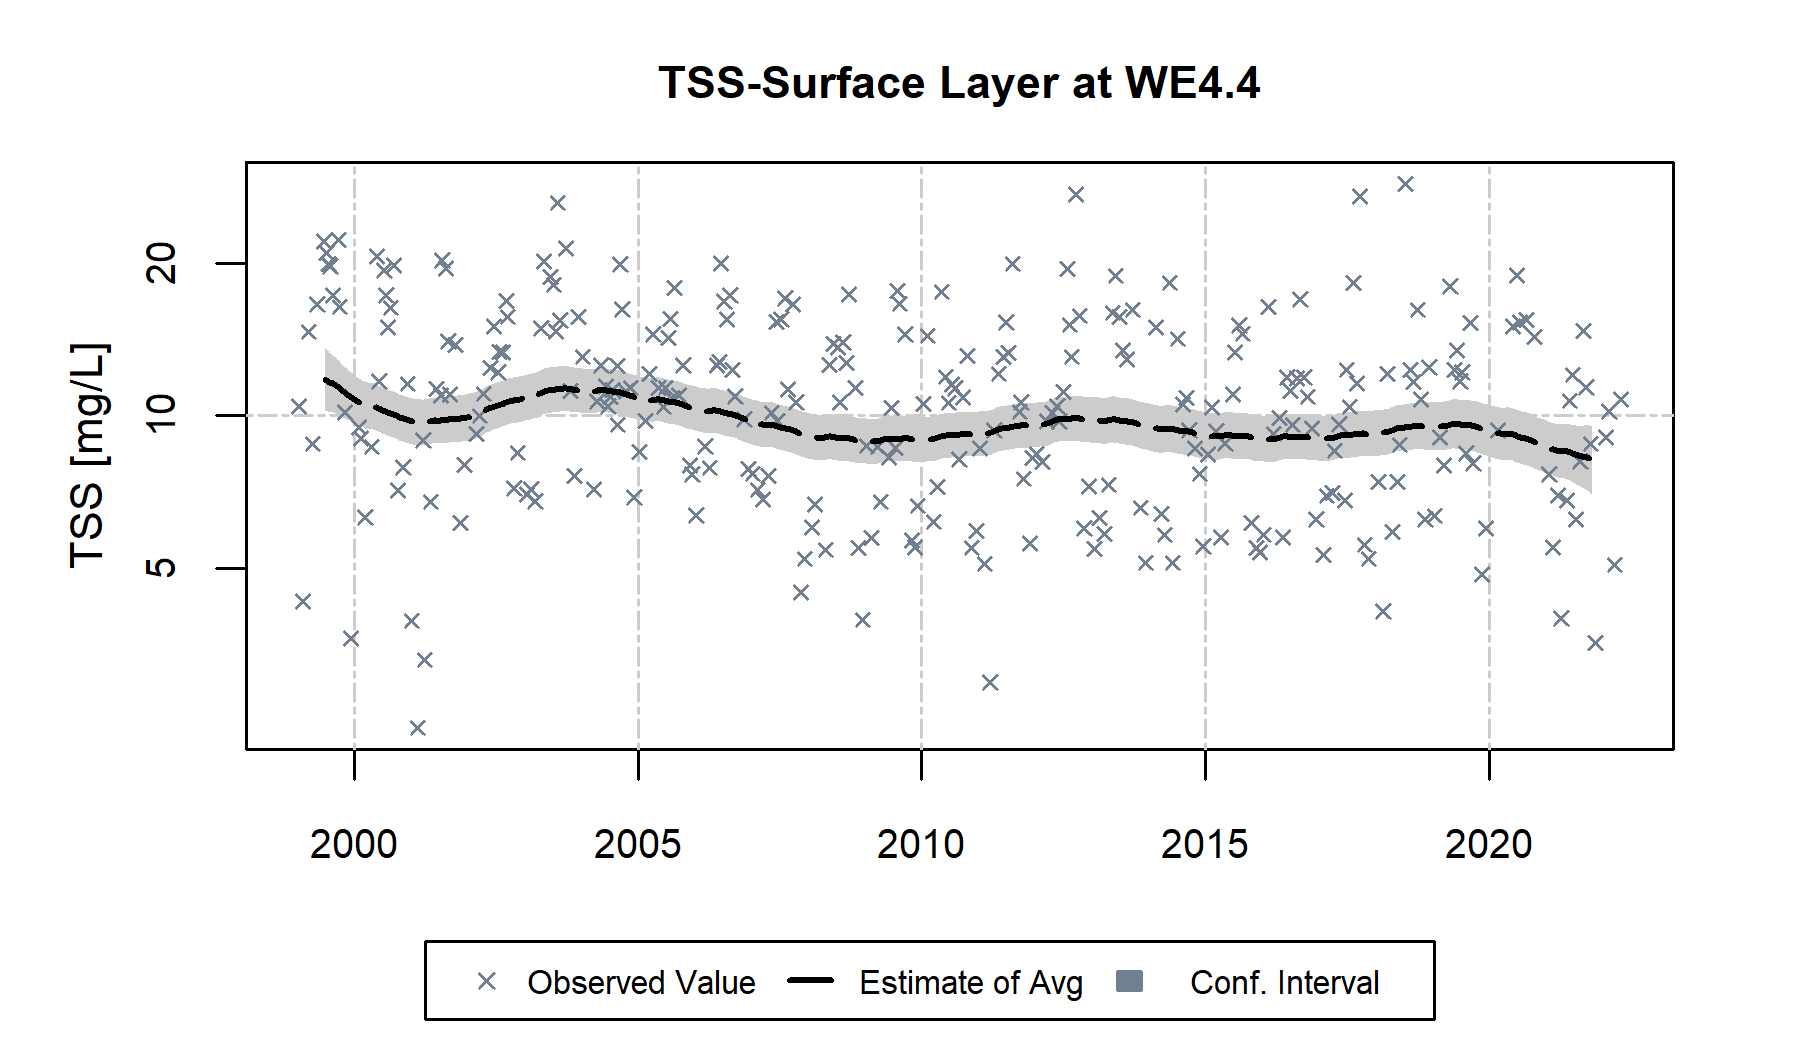 TSS-Surface Layer at WE4.4
TSS [mg/L]
20
10
5
2000 2005 2010 2015 2020
Observed Value Estimate of Avg Conf. Interval